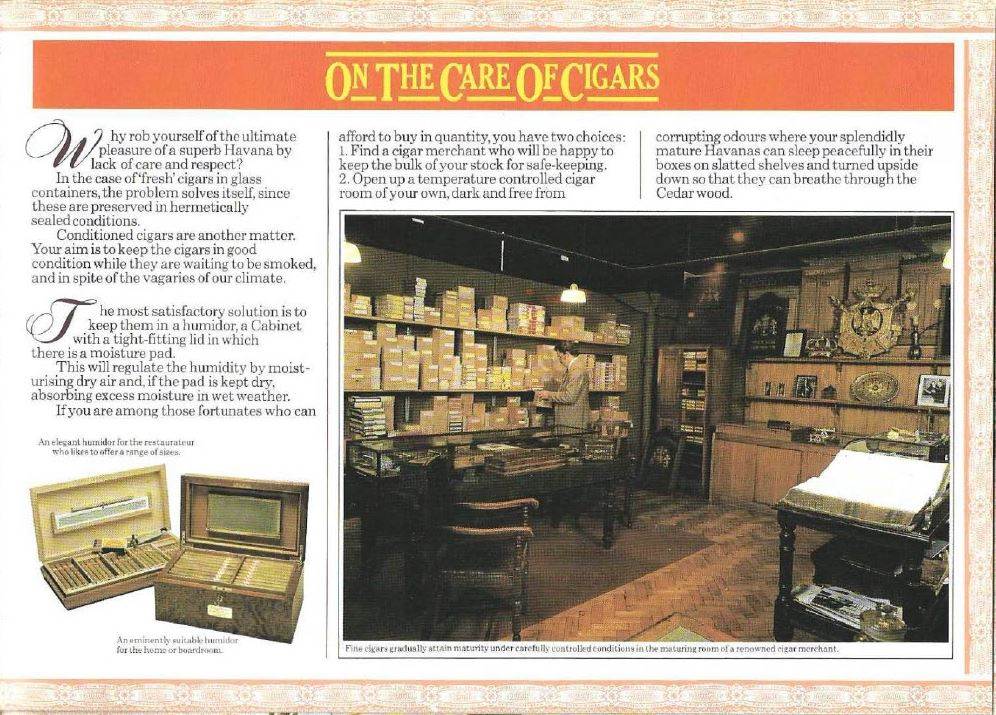 ON THE CARE OF CIGARS
Why rob yourself of the ultimate
pleasure of a superb Havana by
lack of care and respect?
In the case of 'fresh' cigars in glass
containers, the problem solves itself, since
these are preserved in hermetically
sealed conditions.
Conditioned cigars are another matter.
Your aim is to keep the cigars in good
condition while they are waiting to be smoked,
and in spite of the vagaries of our climate.
The most satisfactory solution is to
keep them in a humidor, a Cabinet
with a tight-fitting lid in which
there is a moisture pad.
This will regulate the humidity by moist-
urising dry air and, if the pad is kept dry,
absorbing excess moisture in wet weather.
If you are among those fortunates who can
An elegant humidor for the restaurateur
who likes to offer a range of sizes.
An eminently suitable humidor
for the home or boardroom.
afford to buy in quantity, you have two choices:
1. Find a cigar merchant who will be happy to
keep the bulk of your stock for safe-keeping.
2. Open up a temperature controlled cigar
room of your own, dark and free from
corrupting odours where your splendidly
mature Havanas can sleep peacefully in their
boxes on slatted shelves and turned upside
down so that they can breathe through the
Cedar wood.
Fine cigars gradually attain maturity under carefully controlled conditions in the maturing room of a renowned cigar merchant.